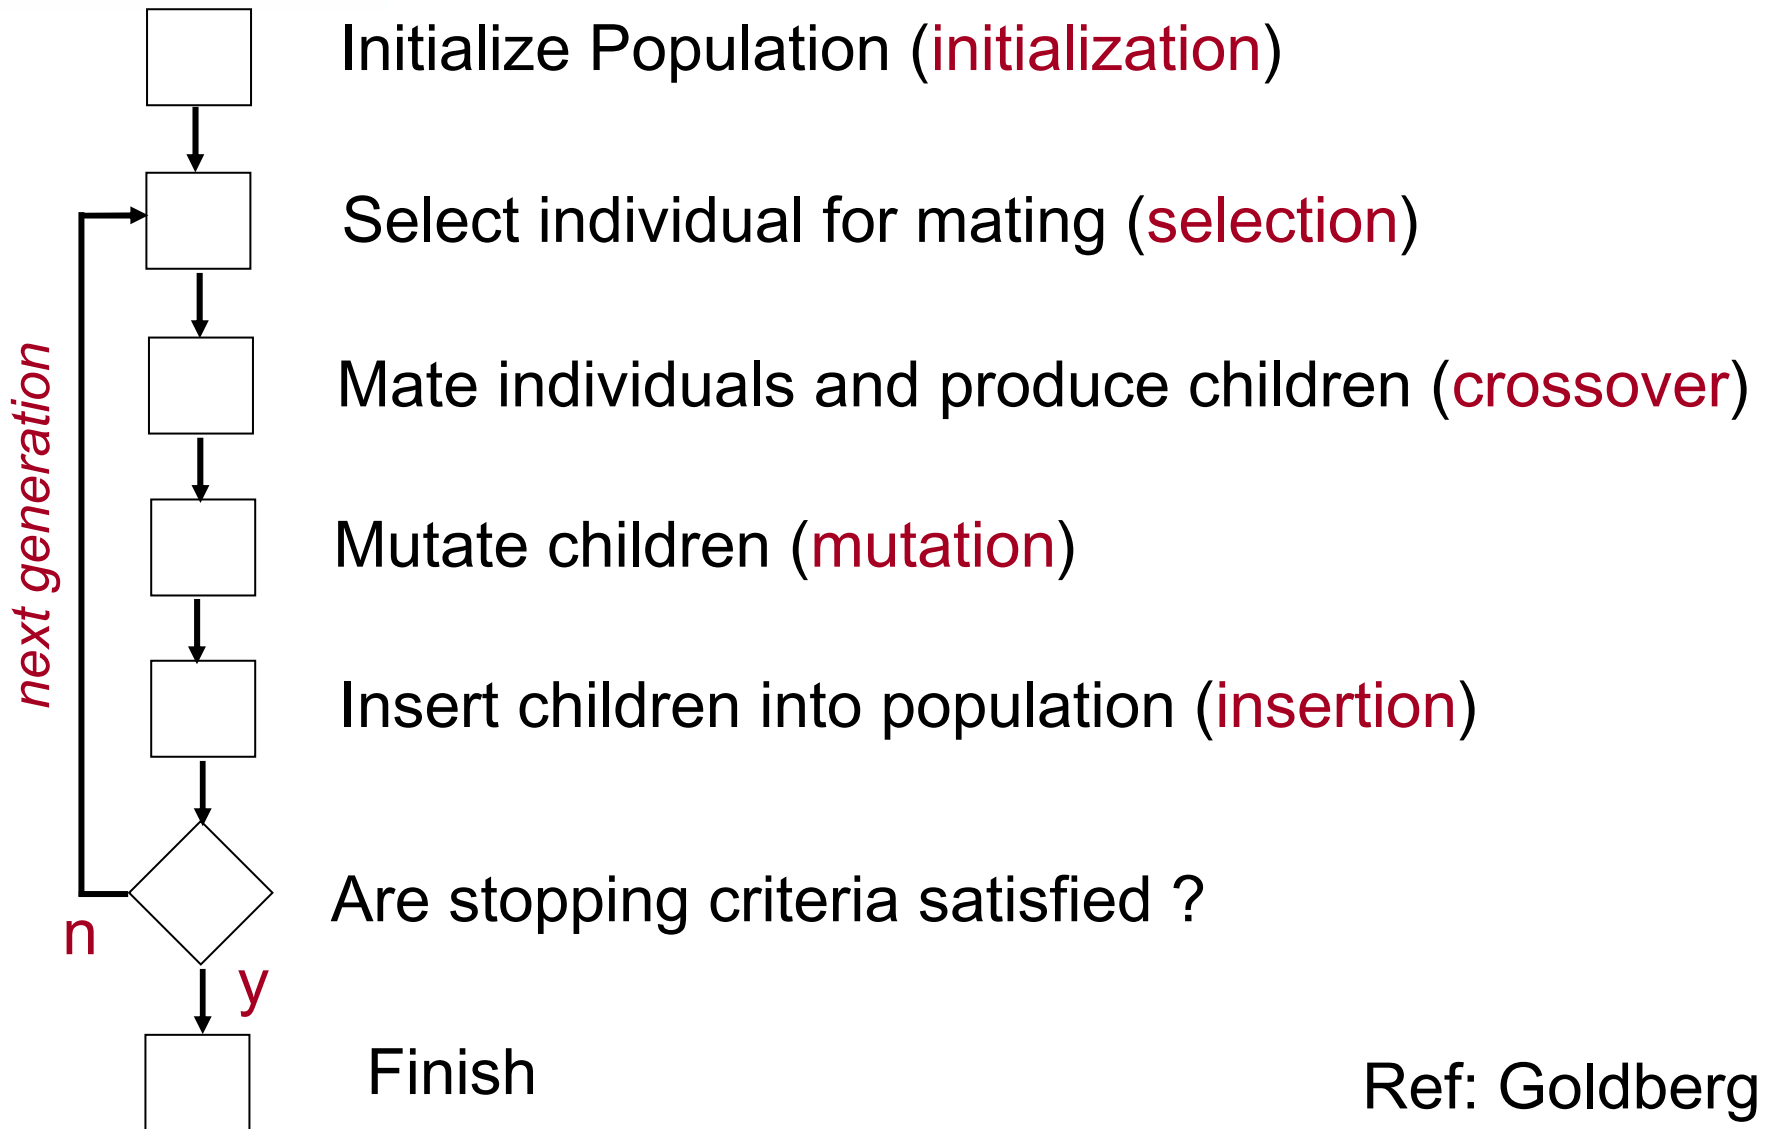 Initialize Population (initialization)
Select individual for mating (selection)
Mate individuals and produce children (crossover)
next generation
Mutate children (mutation)
Insert children into population (insertion)
Are stopping criteria satisfied ?
n
y
Finish
Ref: Goldberg